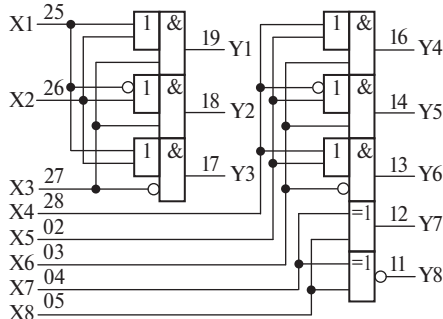 X1 25 1 & 19 Y1
X2 26 1 & 18 Y2
1 & 17 Y3
X3 27
X4 28
X5 02
X6 03
X7 04
X8 05
1 & 16 Y4
1 & 14 Y5
1 & 13 Y6
=1 12 Y7
=1 11 Y8